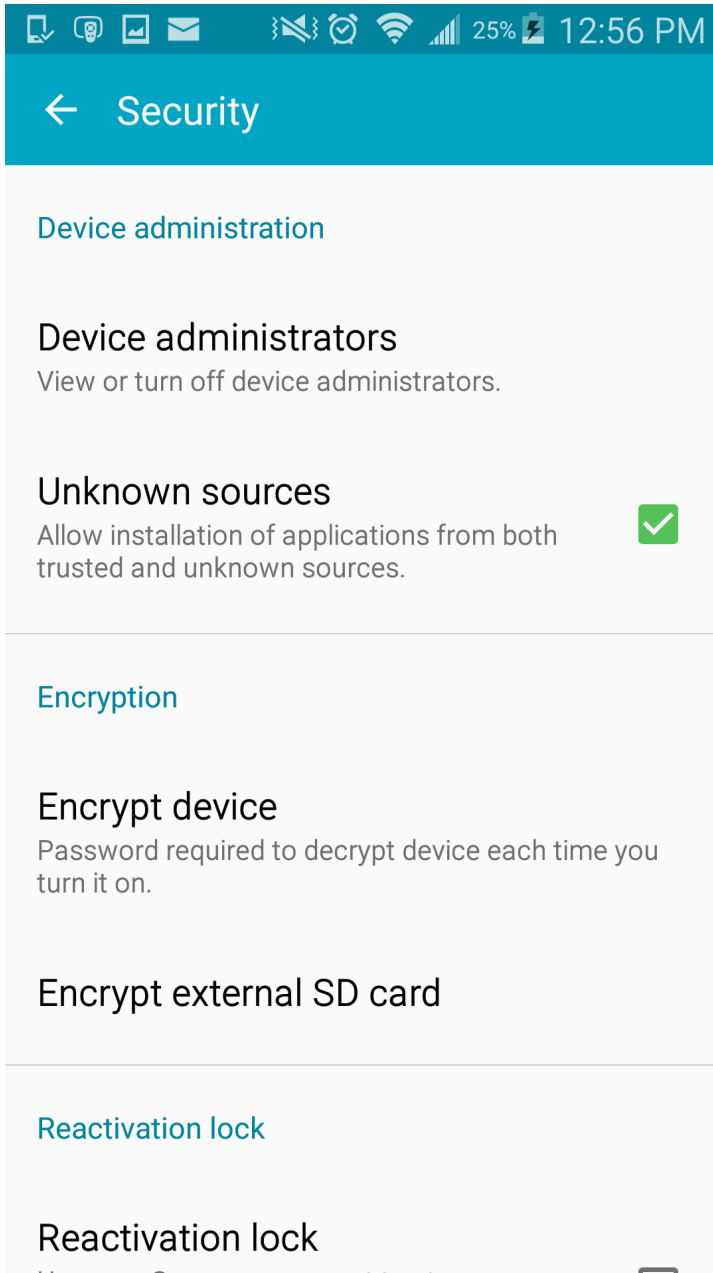 25% 12:56 PM
Security
Device administration
Device administrators
View or turn off device administrators.
Unknown sources
Allow installation of applications from both
trusted and unknown sources.
Encryption
Encrypt device
Password required to decrypt device each time you
turn it on.
Encrypt external SD card
Reactivation lock
Reactivation lock